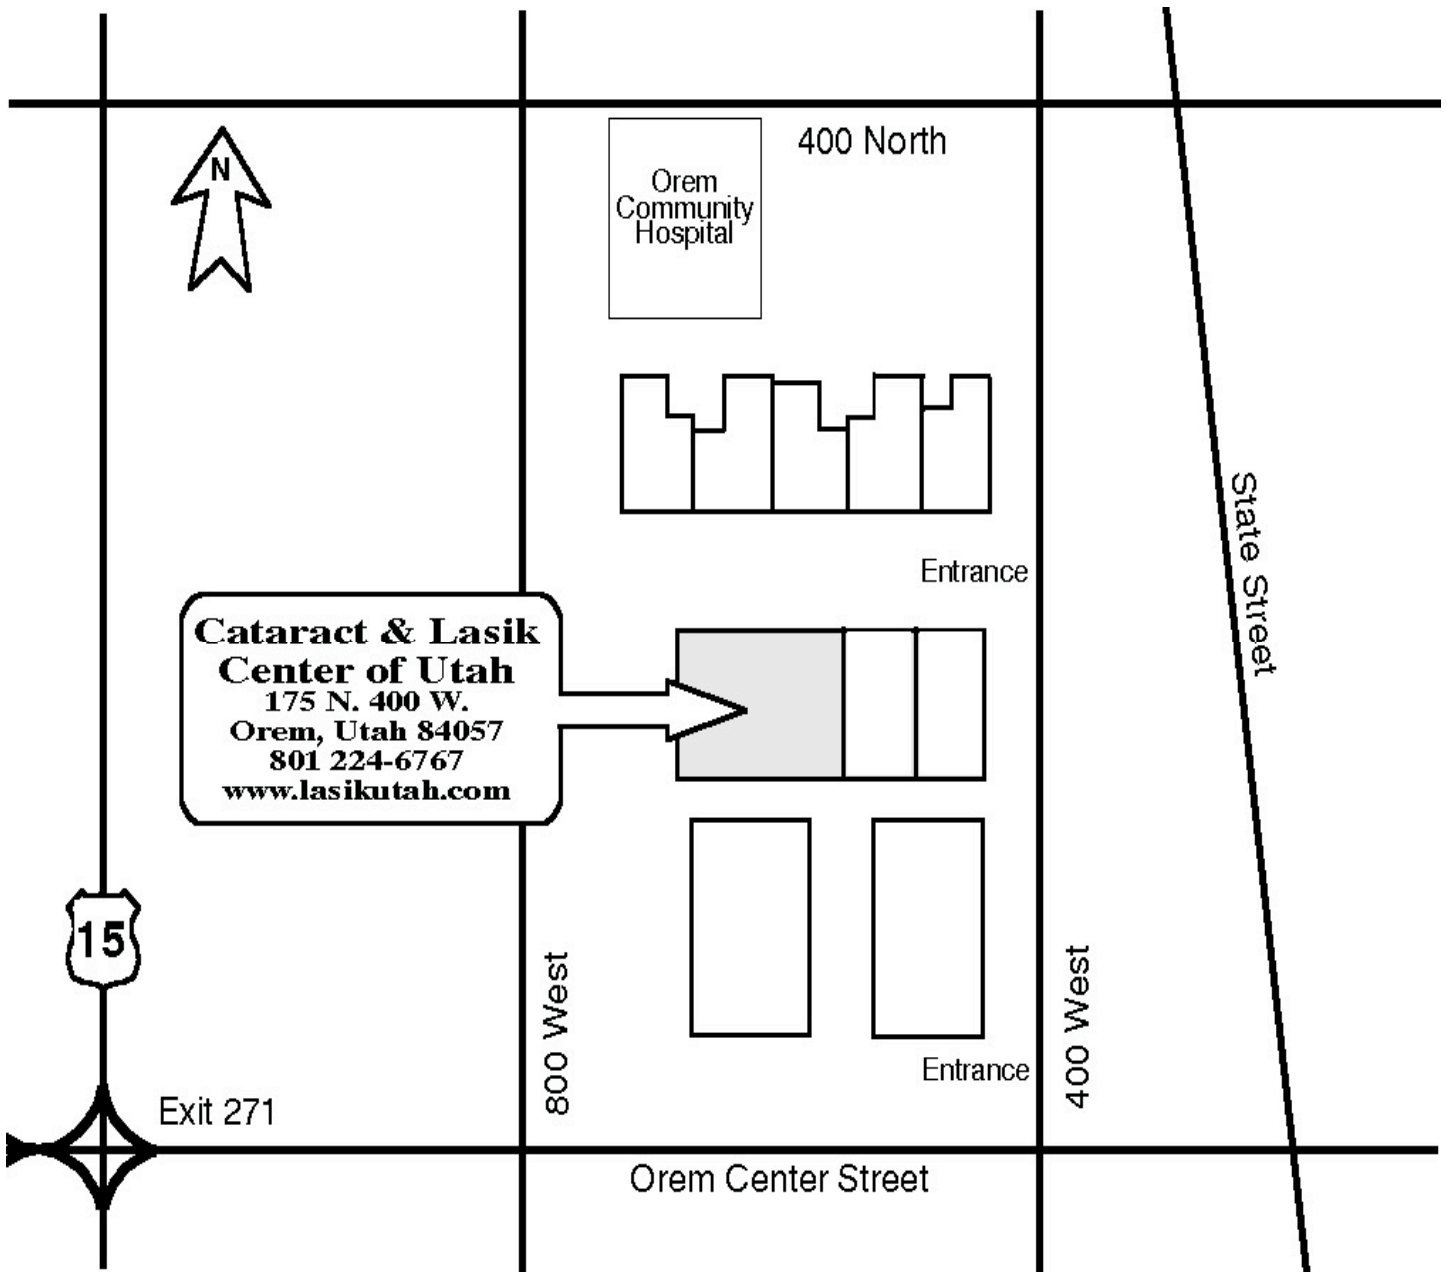 400 North
N
Orem
Community
Hospital
State Street
Entrance
Cataract & Lasik
Center of Utah
175 N. 400 W.
Orem, Utah 84057
801 224-6767
www.lasikutah.com
15
800 West
400 West
Entrance
Exit 271
Orem Center Street